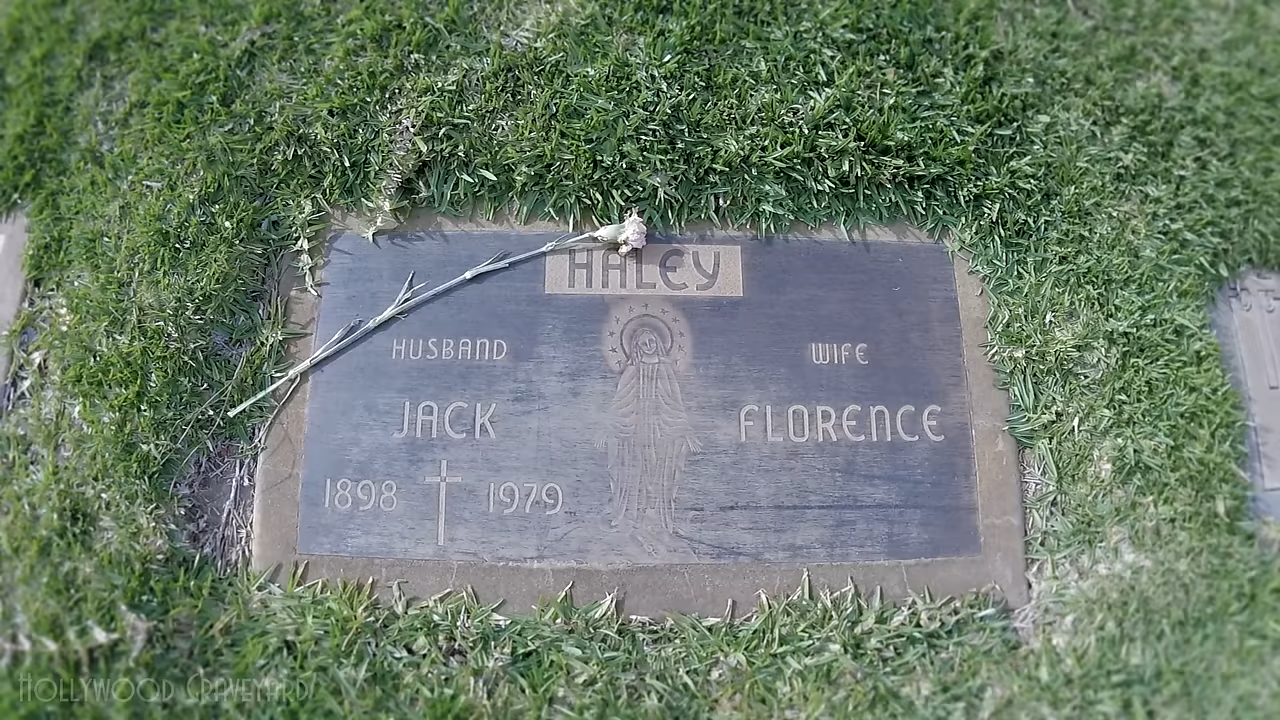 HALEY
HUSBAND
WIFE
JACK
FLORENCE
1898 1979
HOLLYWOOD GRAVEYARD